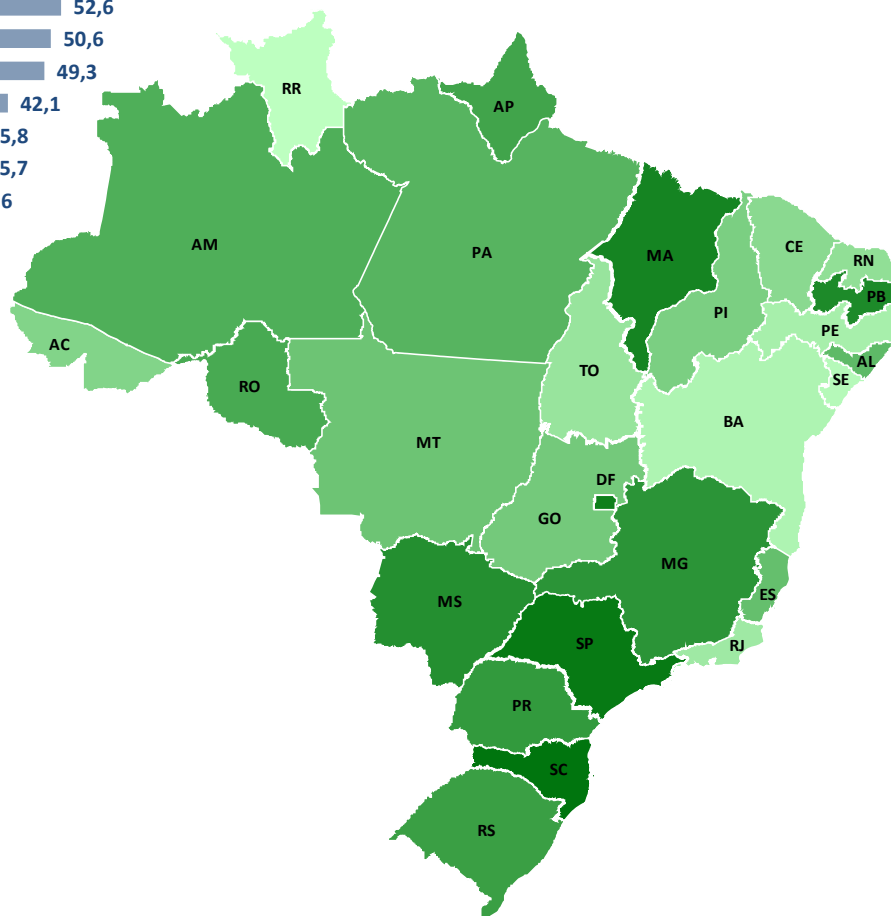 52,6
50,6
49,3
42,1
5,8
5,7
6
RR
AP
AM
PA
MA
CE
RN
PB
PI
PE
AC
AL
TO
SE
RO
BA
MT
DF
GO
MG
ES
MS
SP
RJ
PR
SC
RS